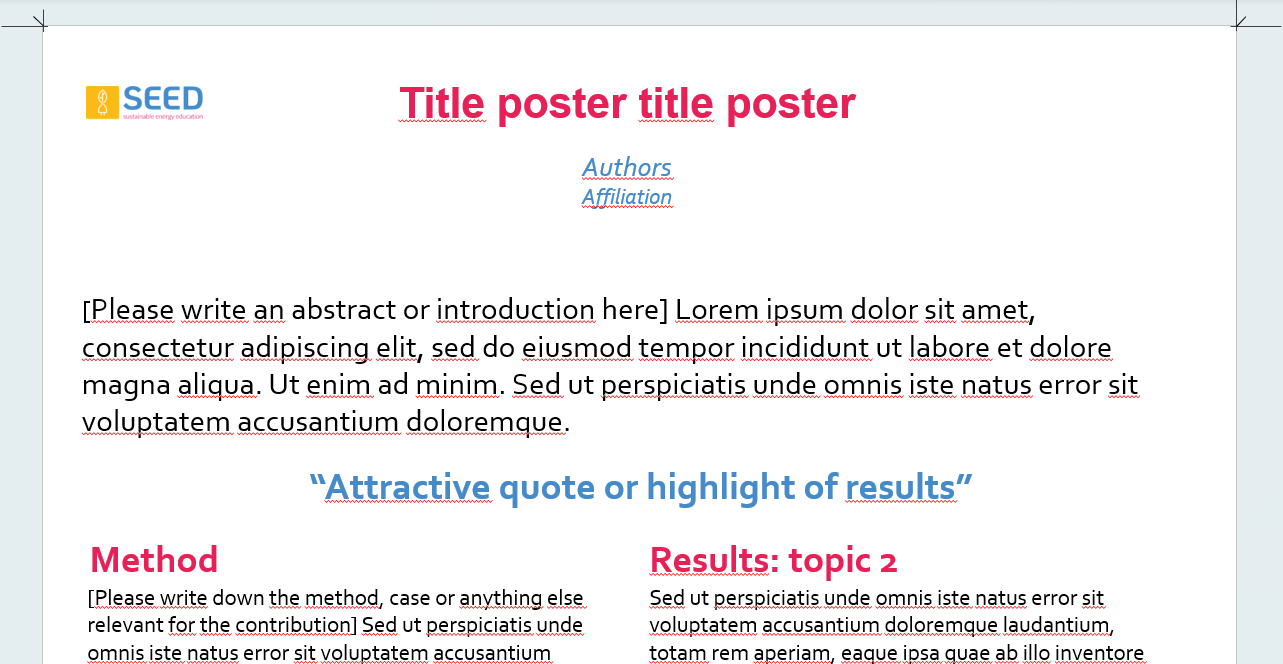 SEED
sustainable energy education
Title poster title poster
Authors
Affiliation
[Please write an abstract or introduction here] Lorem ipsum dolor sit amet,
consectetur adipiscing elit, sed do eiusmod tempor incididunt ut labore et dolore
magna aliqua. Ut enim ad minim. Sed ut perspiciatis unde omnis iste natus error sit
voluptatem accusantium doloremque.
“Attractive quote or highlight of results”
Method
[Please write down the method, case or anything else
relevant for the contribution] Sed ut perspiciatis unde
omnis iste natus error sit voluptatem accusantium
Results: topic 2
Sed ut perspiciatis unde omnis iste natus error sit
voluptatem accusantium doloremque laudantium,
totam rem aperiam, eaque ipsa quae ab illo inventore